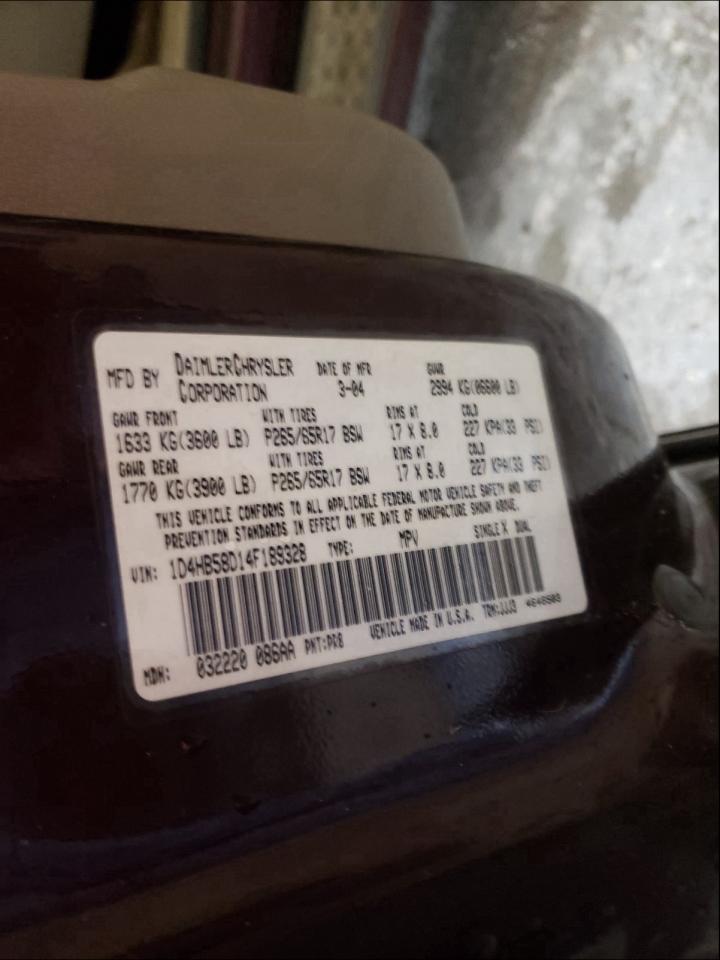 MFD BY DAIMLERCHRYSLER CORPORATION DATE OF MFR 3-04 GVWR 2994 KG(06600 LB)
GAWR FRONT WITH TIRES RIMS AT COLD
1633 KG(3600 LB) P265/65R17 BSW 17 X 8.0 227 KPA(33 PSI)
GAWR REAR WITH TIRES RIMS AT COLD
1770 KG(3900 LB) P265/65R17 BSW 17 X 8.0 227 KPA(33 PSI)
THIS VEHICLE CONFORMS TO ALL APPLICABLE FEDERAL MOTOR VEHICLE SAFETY AND THEFT
PREVENTION STANDARDS IN EFFECT ON THE DATE OF MANUFACTURE SHOWN ABOVE.
VIN: 1D4HB58D14F189328 TYPE: MPV SINGLE X DUAL
MDH: 032220 086AA PNT:PR8 VEHICLE MADE IN U.S.A. TRM:JJJ3